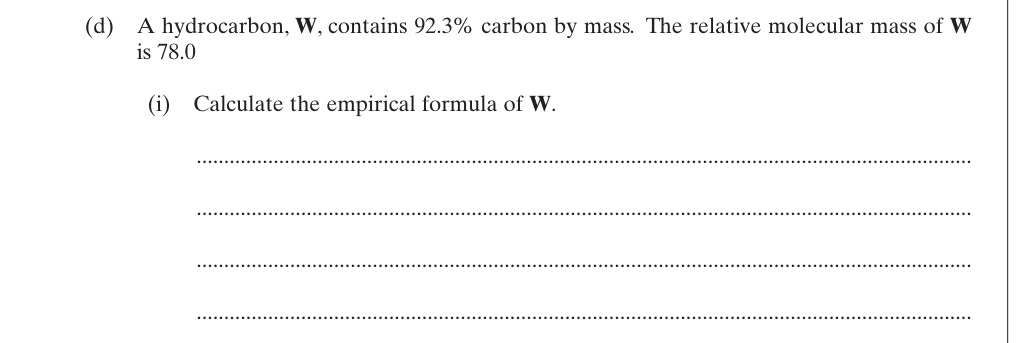 (d) A hydrocarbon, W, contains 92.3% carbon by mass. The relative molecular mass of W
is 78.0
(i) Calculate the empirical formula of W.